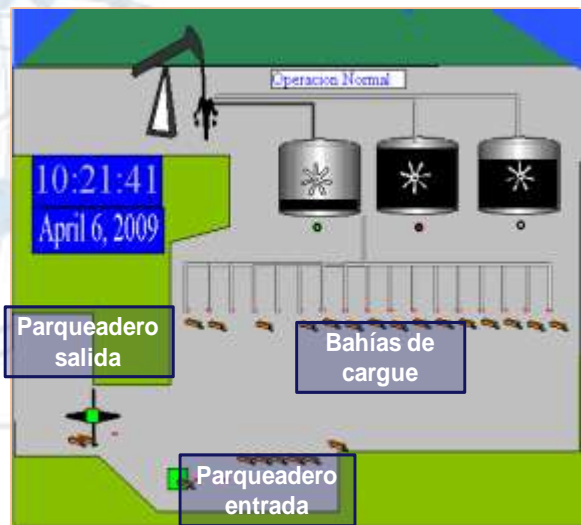 Operacion Normal
10:21:41
April 6, 2009
Parqueadero
salida
Bahías de
cargue
Parqueadero
entrada